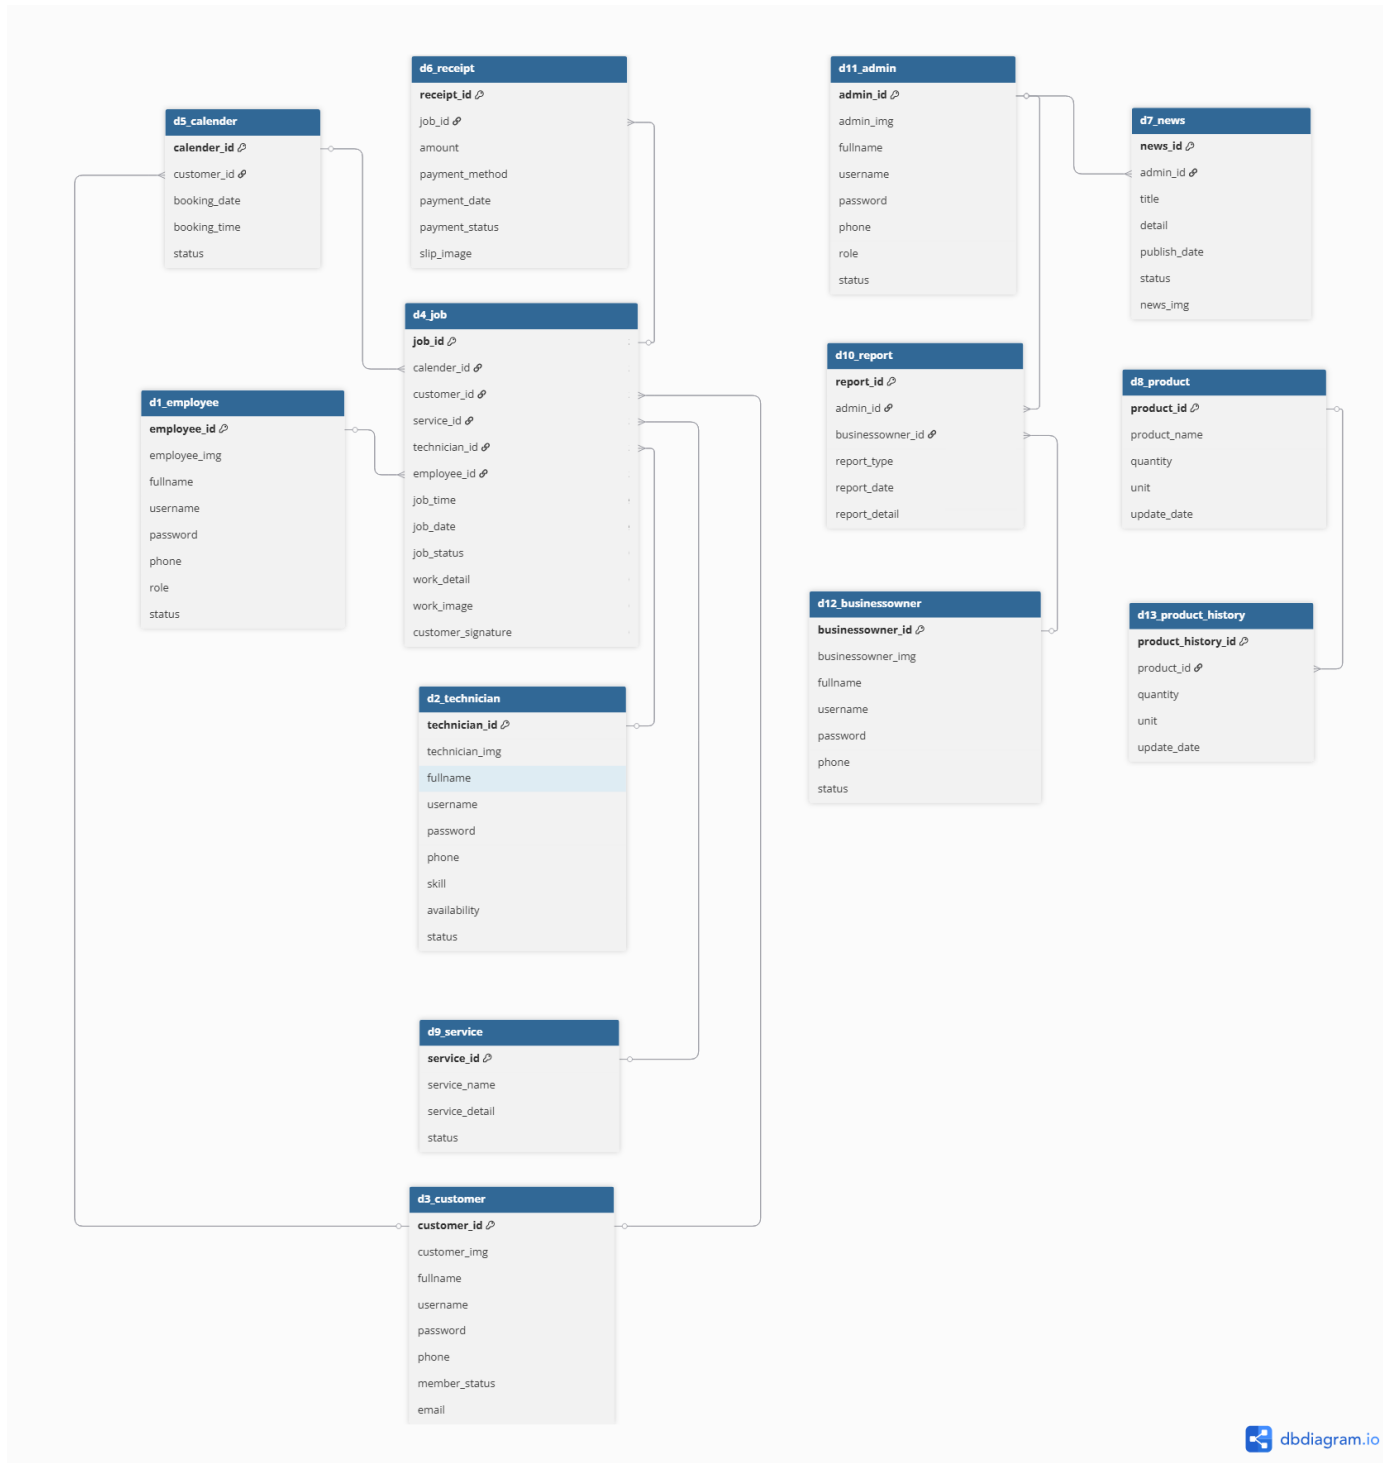 d6_receipt
receipt_id
job_id
amount
payment_method
payment_date
payment_status
slip_image
d11_admin
admin_id
admin_img
fullname
username
password
phone
role
status
d7_news
news_id
admin_id
title
detail
publish_date
status
news_img
d5_calender
calender_id
customer_id
booking_date
booking_time
status
d4_job
job_id
calender_id
customer_id
service_id
technician_id
employee_id
job_time
job_date
job_status
work_detail
work_image
customer_signature
d10_report
report_id
admin_id
businessowner_id
report_type
report_date
report_detail
d8_product
product_id
product_name
quantity
unit
update_date
d1_employee
employee_id
employee_img
fullname
username
password
phone
role
status
d12_businessowner
businessowner_id
businessowner_img
fullname
username
password
phone
status
d13_product_history
product_history_id
product_id
quantity
unit
update_date
d2_technician
technician_id
technician_img
fullname
username
password
phone
skill
availability
status
d9_service
service_id
service_name
service_detail
status
d3_customer
customer_id
customer_img
fullname
username
password
phone
member_status
email
dbdiagram.io